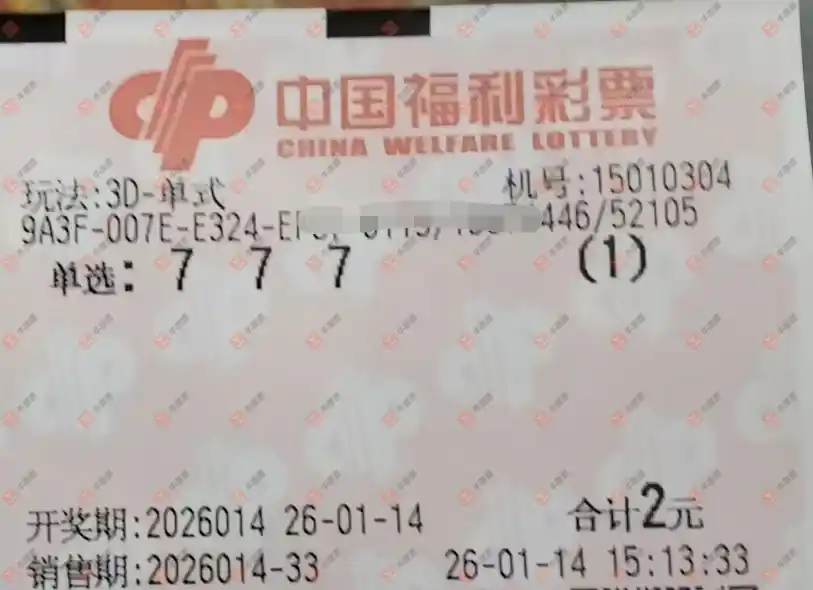 中国福利彩票
CHINA WELFARE LOTTERY
玩法:3D-单式 机号:15010304
9A3F-007E-E324- 446/52105
单选: 7 7 7 (1)
开奖期:2026014 26-01-14 合计2元
销售期:2026014-33 26-01-14 15:13:33